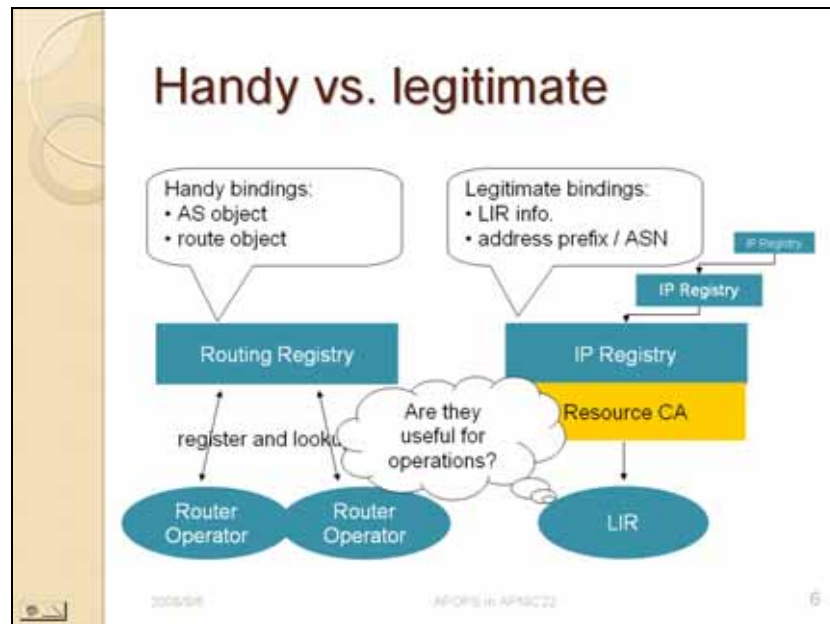 Handy vs. legitimate
Handy bindings:
• AS object
• route object
Legitimate bindings:
• LIR info.
• address prefix / ASN
IP Registry
IP Registry
Routing Registry
IP Registry
Resource CA
Are they
useful for
operations?
register and looku
Router
Operator
Router
Operator
LIR
APOPS in APNIC22
6